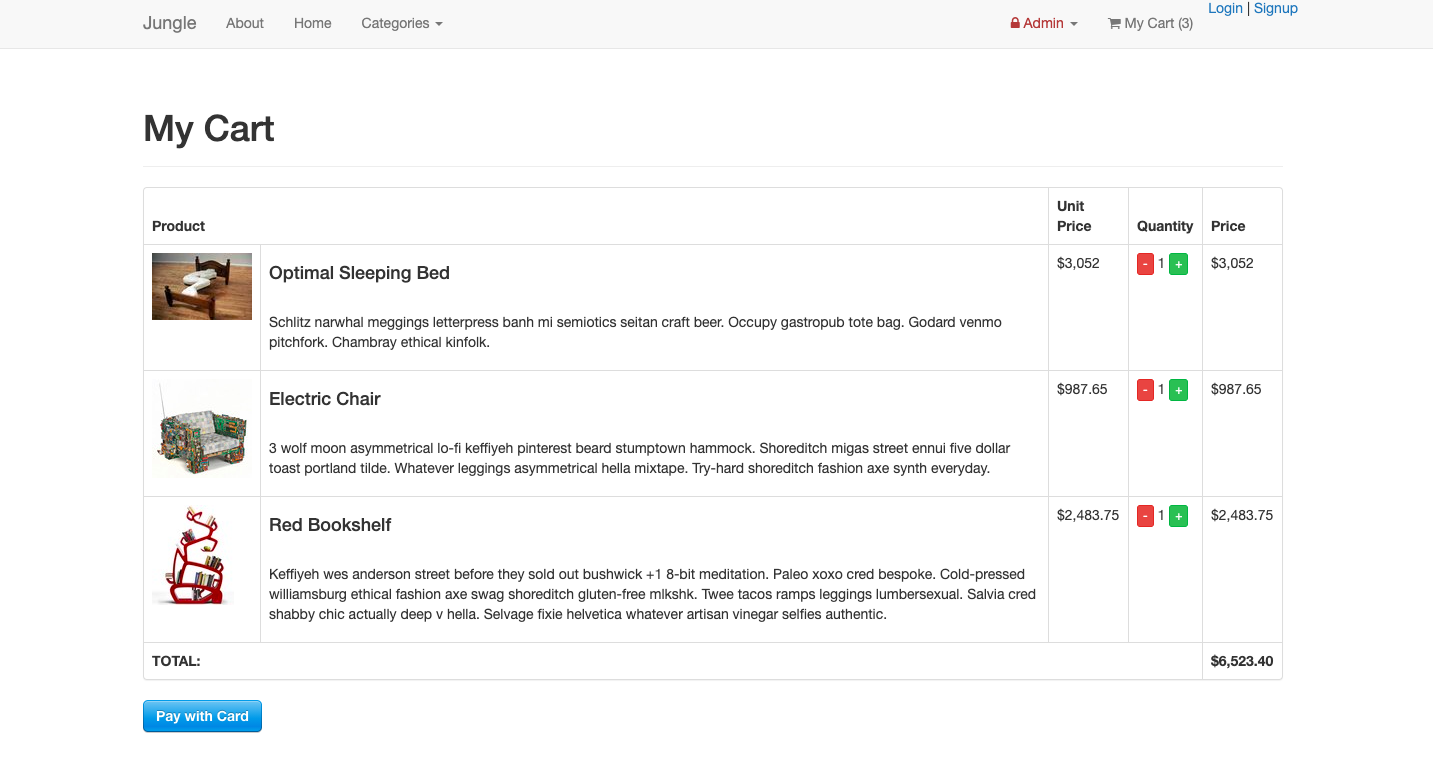 Jungle About Home Categories Admin My Cart (3) Login | Signup
My Cart
Product Unit Price Quantity Price
Optimal Sleeping Bed $3,052 - 1 + $3,052
Schlitz narwhal meggings letterpress banh mi semiotics seitan craft beer. Occupy gastropub tote bag. Godard venmo
pitchfork. Chambray ethical kinfolk.
Electric Chair $987.65 - 1 + $987.65
3 wolf moon asymmetrical lo-fi keffiyeh pinterest beard stumptown hammock. Shoreditch migas street ennui five dollar
toast portland tilde. Whatever leggings asymmetrical hella mixtape. Try-hard shoreditch fashion axe synth everyday.
Red Bookshelf $2,483.75 - 1 + $2,483.75
Keffiyeh wes anderson street before they sold out bushwick +1 8-bit meditation. Paleo xoxo cred bespoke. Cold-pressed
williamsburg ethical fashion axe swag shoreditch gluten-free mlkshk. Twee tacos ramps leggings lumbersexual. Salvia cred
shabby chic actually deep v hella. Selvage fixie helvetica whatever artisan vinegar selfies authentic.
TOTAL: $6,523.40
Pay with Card